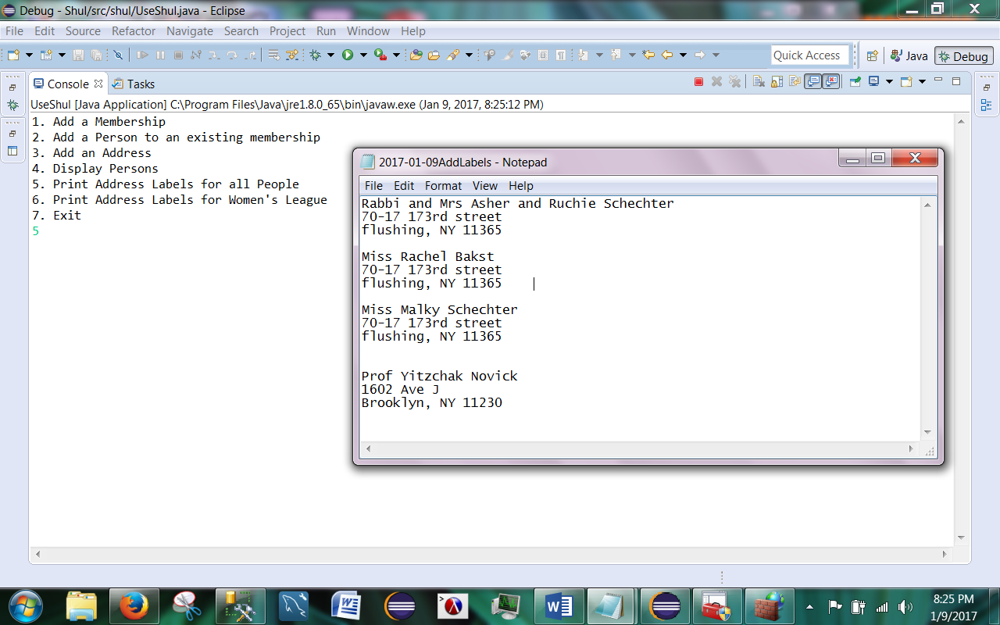 Debug - Shul/src/shul/UseShul.java - Eclipse
File Edit Source Refactor Navigate Search Project Run Window Help
Quick Access
Java
Debug
Console
Tasks
UseShul [Java Application] C:\Program Files\Java\jre1.8.0_65\bin\javaw.exe (Jan 9, 2017, 8:25:12 PM)
1. Add a Membership
2. Add a Person to an existing membership
3. Add an Address
4. Display Persons
5. Print Address Labels for all People
6. Print Address Labels for Women's League
7. Exit
5
2017-01-09AddLabels - Notepad
File Edit Format View Help
Rabbi and Mrs Asher and Ruchie Schechter
70-17 173rd street
flushing, NY 11365
Miss Rachel Bakst
70-17 173rd street
flushing, NY 11365
Miss Malky Schechter
70-17 173rd street
flushing, NY 11365
Prof Yitzchak Novick
1602 Ave J
Brooklyn, NY 11230
8:25 PM
1/9/2017